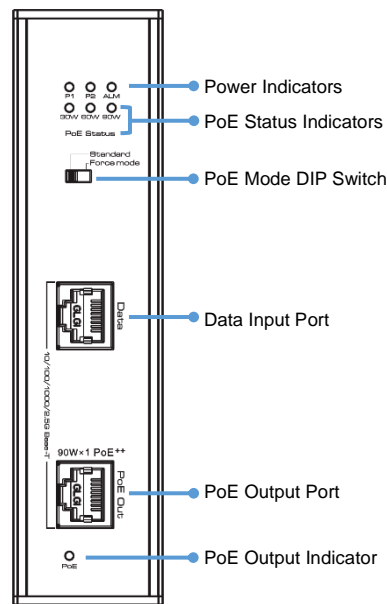 P1 P2 ALM
30W 60W 90W
PoE Status
Standard
Force mode
Data
10/100/1000/2.5G Base-T
90W×1 PoE++
PoE Out
PoE
Power Indicators
PoE Status Indicators
PoE Mode DIP Switch
Data Input Port
PoE Output Port
PoE Output Indicator